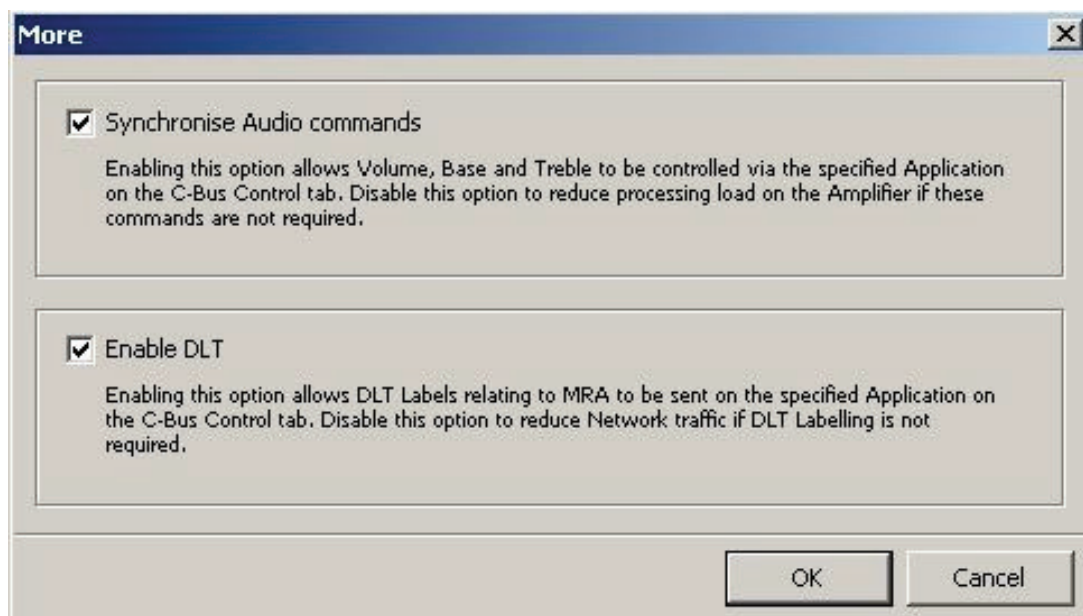 More
Synchronise Audio commands
Enabling this option allows Volume, Base and Treble to be controlled via the specified Application
on the C-Bus Control tab. Disable this option to reduce processing load on the Amplifier if these
commands are not required.
Enable DLT
Enabling this option allows DLT Labels relating to MRA to be sent on the specified Application on
the C-Bus Control tab. Disable this option to reduce Network traffic if DLT Labelling is not
required.
OK
Cancel